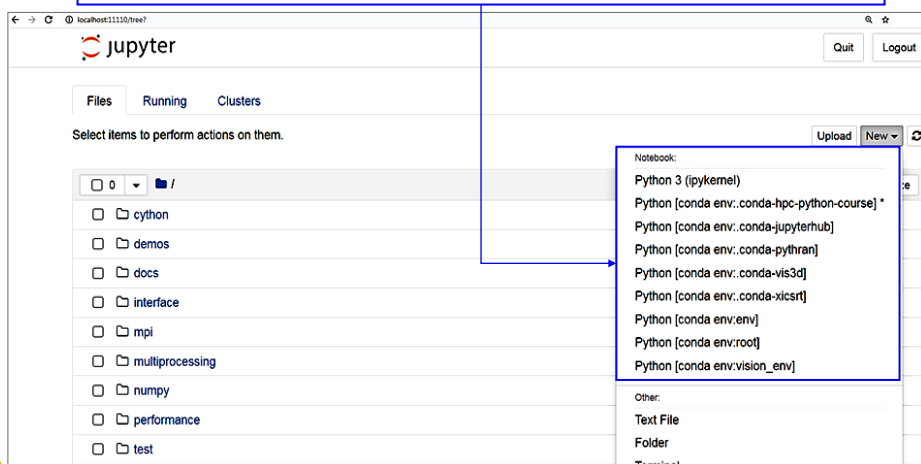 localhost:11110/tree?
jupyter
Quit Logout
Files Running Clusters
Select items to perform actions on them.
Upload New
0 /
Notebook:
Python 3 (ipykernel)
Python [conda env:.conda-hpc-python-course] *
Python [conda env:.conda-jupyterhub]
Python [conda env:.conda-pythran]
Python [conda env:.conda-vis3d]
Python [conda env:.conda-xicsrt]
Python [conda env:env]
Python [conda env:root]
Python [conda env:vision_env]
Other:
Text File
Folder
Terminal
cython
demos
docs
interface
mpi
multiprocessing
numpy
performance
test